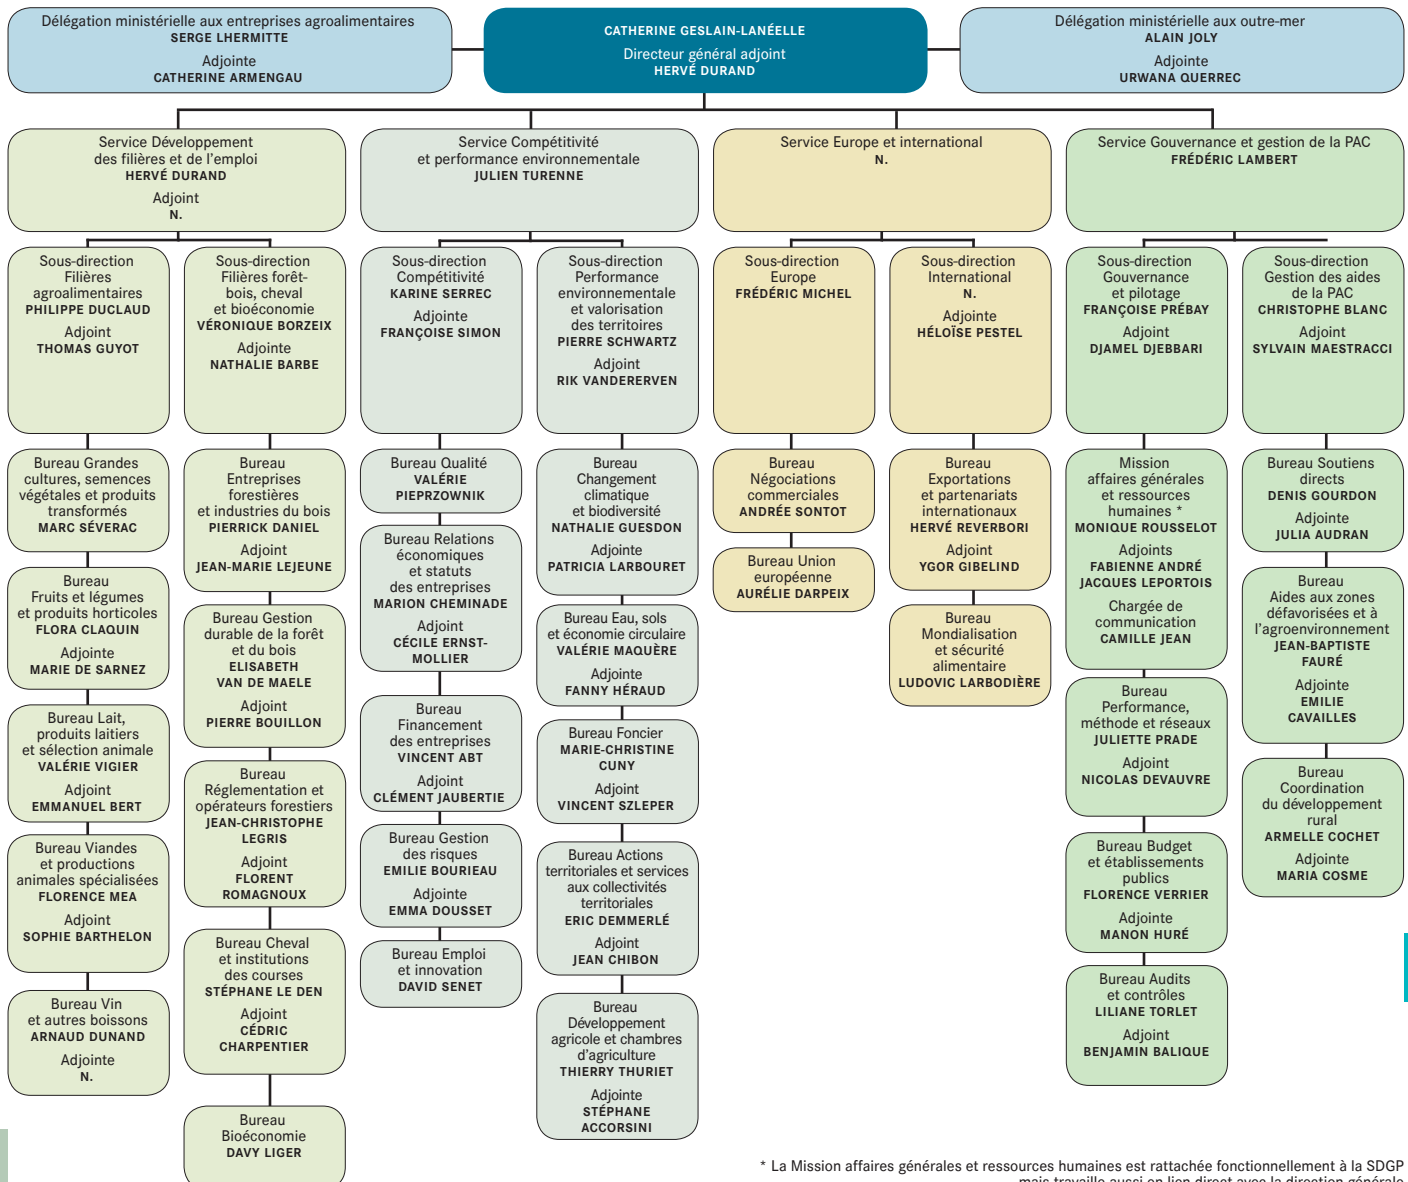 Délégation ministérielle aux entreprises agroalimentaires
SERGE LHERMITTE
Adjointe
CATHERINE ARMENGAU
CATHERINE GESLAIN-LANÉELLE
Directeur général adjoint
HERVÉ DURAND
Délégation ministérielle aux outre-mer
ALAIN JOLY
Adjointe
URWANA QUERREC
Service Développement
des filières et de l'emploi
HERVÉ DURAND
Adjoint
N.
Service Compétitivité
et performance environnementale
JULIEN TURENNE
Service Europe et international
N.
Service Gouvernance et gestion de la PAC
FRÉDÉRIC LAMBERT
Sous-direction
Filières
agroalimentaires
PHILIPPE DUCLAUD
Adjoint
THOMAS GUYOT
Sous-direction
Filières forêt-
bois, cheval
et bioéconomie
VÉRONIQUE BORZEIX
Adjointe
NATHALIE BARBE
Sous-direction
Compétitivité
KARINE SERREC
Adjointe
FRANÇOISE SIMON
Sous-direction
Performance
environnementale
et valorisation
des territoires
PIERRE SCHWARTZ
Adjoint
RIK VANDERERVEN
Sous-direction
Europe
FRÉDÉRIC MICHEL
Sous-direction
International
N.
Adjointe
HÉLOÏSE PESTEL
Sous-direction
Gouvernance
et pilotage
FRANÇOISE PRÉBAY
Adjoint
DJAMEL DJEBBARI
Sous-direction
Gestion des aides
de la PAC
CHRISTOPHE BLANC
Adjoint
SYLVAIN MAESTRACCI
Bureau Grandes
cultures, semences
végétales et produits
transformés
MARC SÉVERAC
Bureau
Fruits et légumes
et produits horticoles
FLORA CLAQUIN
Adjointe
MARIE DE SARNEZ
Bureau Lait,
produits laitiers
et sélection animale
VALÉRIE VIGIER
Adjoint
EMMANUEL BERT
Bureau Viandes
et productions
animales spécialisées
FLORENCE MEA
Adjoint
SOPHIE BARTHELON
Bureau Vin
et autres boissons
ARNAUD DUNAND
Adjointe
N.
Bureau
Entreprises
forestières
et industries du bois
PIERRICK DANIEL
Adjoint
JEAN-MARIE LEJEUNE
Bureau Gestion
durable de la forêt
et du bois
ELISABETH
VAN DE MAELE
Adjoint
PIERRE BOUILLON
Bureau
Réglementation et
opérateurs forestiers
JEAN-CHRISTOPHE
LEGRIS
Adjoint
FLORENT
ROMAGNOUX
Bureau Cheval
et institutions
des courses
STÉPHANE LE DEN
Adjoint
CÉDRIC
CHARPENTIER
Bureau
Bioéconomie
DAVY LIGER
Bureau Qualité
VALÉRIE
PIEPRZOWNIK
Bureau Relations
économiques
et statuts
des entreprises
MARION CHEMINADE
Adjoint
CÉCILE ERNST-
MOLLIER
Bureau
Financement
des entreprises
VINCENT ABT
Adjoint
CLÉMENT JAUBERTIE
Bureau Gestion
des risques
EMILIE BOURIEAU
Adjointe
EMMA DOUSSET
Bureau Emploi
et innovation
DAVID SENET
Bureau
Changement
climatique
et biodiversité
NATHALIE GUESDON
Adjointe
PATRICIA LARBOURET
Bureau Eau, sols
et économie circulaire
VALÉRIE MAQUÈRE
Adjointe
FANNY HÉRAUD
Bureau Foncier
MARIE-CHRISTINE
CUNY
Adjoint
VINCENT SZLEPER
Bureau Actions
territoriales et services
aux collectivités
territoriales
ERIC DEMMERLÉ
Adjoint
JEAN CHIBON
Bureau
Développement
agricole et chambres
d'agriculture
THIERRY THURIET
Adjointe
STÉPHANE
ACCORSINI
Bureau
Négociations
commerciales
ANDRÉE SONTOT
Bureau Union
européenne
AURÉLIE DARPEIX
Bureau
Exportations
et partenariats
internationaux
HERVÉ REVERBORI
Adjoint
YGOR GIBELIND
Bureau
Mondialisation
et sécurité
alimentaire
LUDOVIC LARBODIÈRE
Mission
affaires générales
et ressources
humaines *
MONIQUE ROUSSELOT
Adjoints
FABIENNE ANDRÉ
JACQUES LEPORTOIS
Chargée de
communication
CAMILLE JEAN
Bureau
Performance,
méthode et réseaux
JULIETTE PRADE
Adjoint
NICOLAS DEVAUVRE
Bureau Budget
et établissements
publics
FLORENCE VERRIER
Adjointe
MANON HURÉ
Bureau Audits
et contrôles
LILIANE TORLET
Adjoint
BENJAMIN BALIQUE
Bureau Soutiens
directs
DENIS GOURDON
Adjointe
JULIA AUDRAN
Bureau
Aides aux zones
défavorisées et à
l'agroenvironnement
JEAN-BAPTISTE
FAURÉ
Adjointe
EMILIE
CAVAILLES
Bureau
Coordination
du développement
rural
ARMELLE COCHET
Adjointe
MARIA COSME
* La Mission affaires générales et ressources humaines est rattachée fonctionnellement à la SDGP
mais travaille aussi en lien direct avec la direction générale